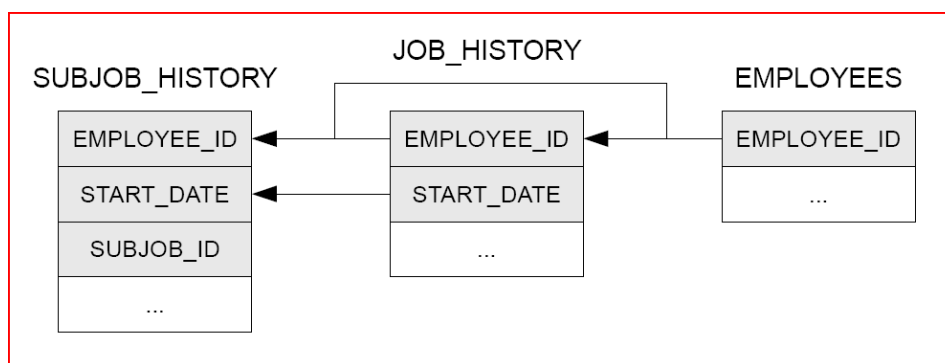 JOB_HISTORY
SUBJOB_HISTORY
EMPLOYEES
EMPLOYEE_ID
EMPLOYEE_ID
EMPLOYEE_ID
START_DATE
START_DATE
...
SUBJOB_ID
...
...